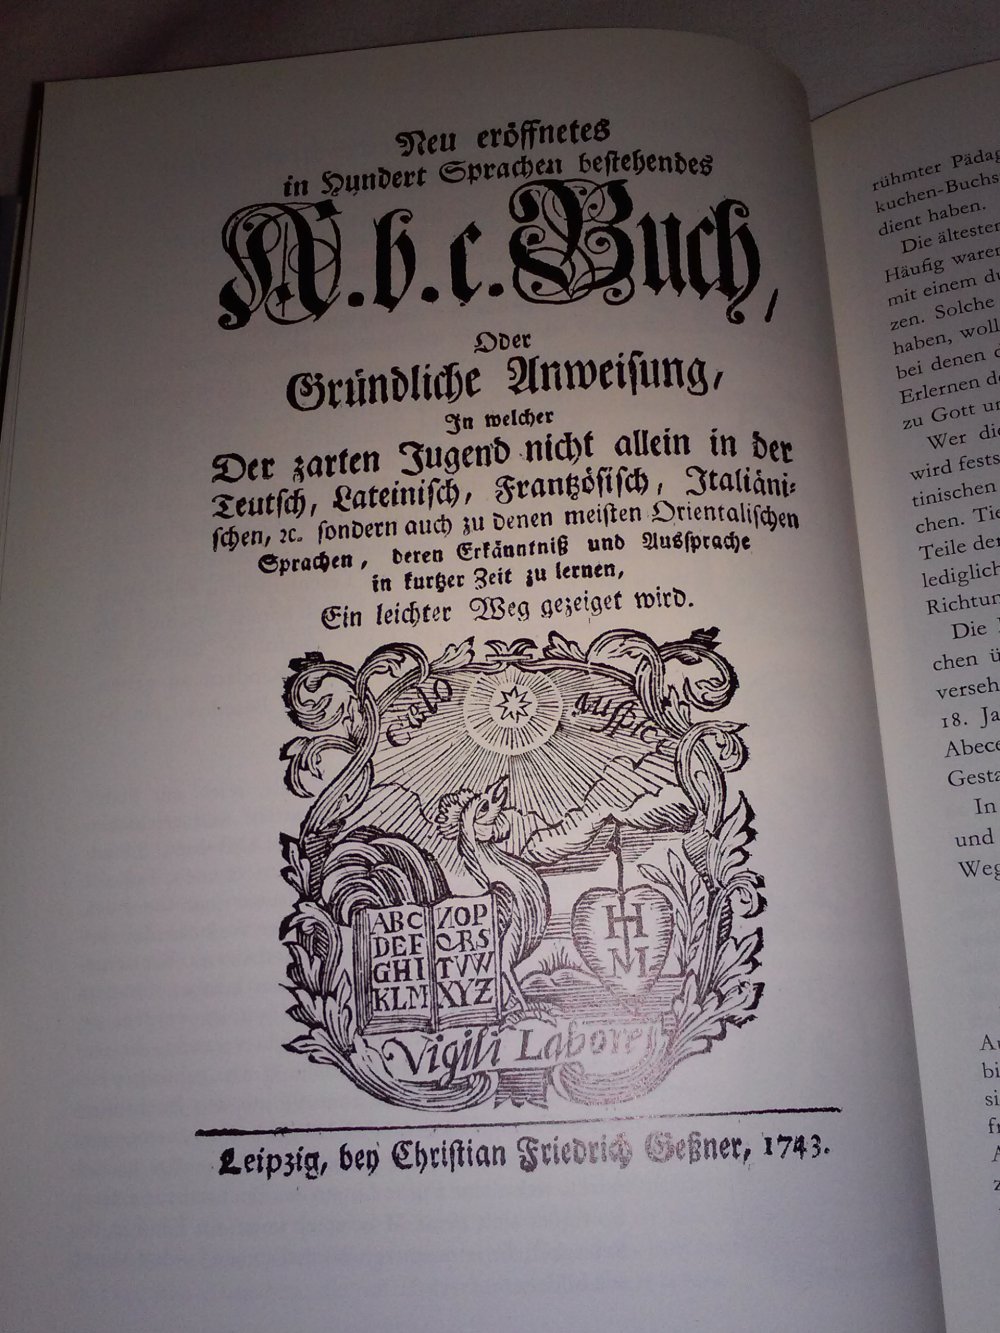 Neu eröffnetes
in Hundert Sprachen bestehendes
A.b.c. Buch,
Oder
Gründliche Anweisung,
In welcher
Der zarten Jugend nicht allein in der
Teutsch, Lateinisch, Frantzösisch, Italiäni⸗
schen, ꝛc. sondern auch zu denen meisten Orientalischen
Sprachen, deren Erkänntniß und Aussprache
in kurtzer Zeit zu lernen,
Ein leichter Weg gezeiget wird.
Cœlo auspice
ABC NOP
DEF QRS
GHI TVW
KLM XYZ
IHM
Vigili Labore
Leipzig, bey Christian Friedrich Geßner, 1743.
rühmter Pädag
kuchen-Buchs
dient haben.
Die ältesten
Häufig waren
mit einem du
zen. Solche
haben, woll
bei denen d
Erlernen de
zu Gott un
Wer die
wird fests
tinischen
chen. Tie
Teile der
lediglich
Richtun
Die
chen ü
verseh
18. Ja
Abece
Gesta
In
und
Weg